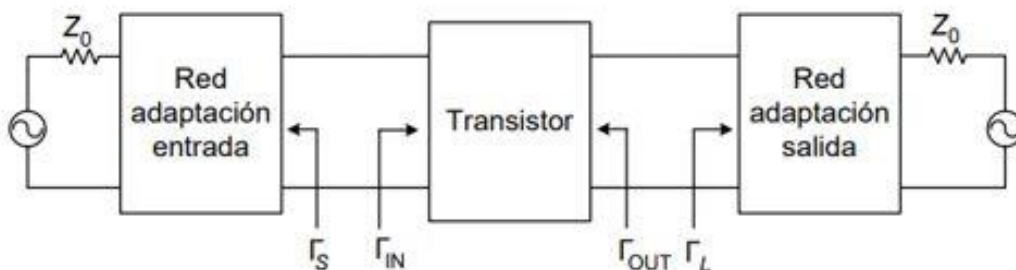 Z0
Red
adaptación
entrada
Transistor
Red
adaptación
salida
Z0
ΓS
ΓIN
ΓOUT
ΓL